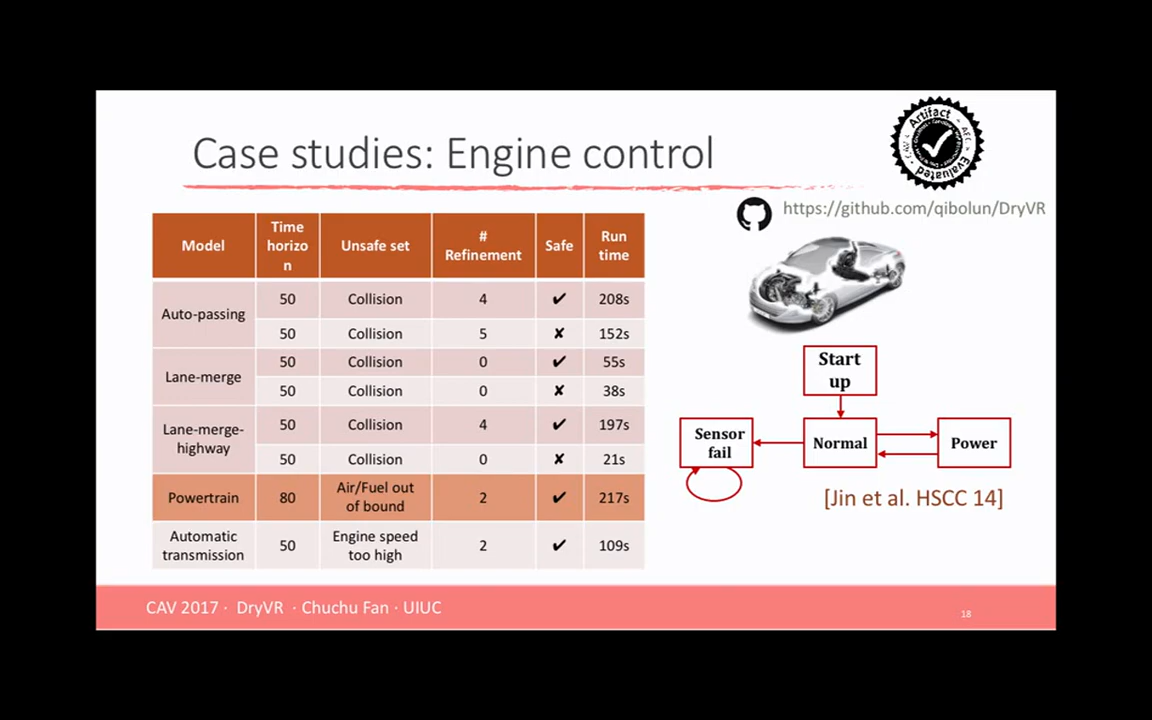 Case studies: Engine control
Artifact
Evaluated
https://github.com/qibolun/DryVR
Model
Time
horizo
n
Unsafe set
#
Refinement
Safe
Run
time
Auto-passing
50 Collision 4 ✔ 208s
50 Collision 5 ✘ 152s
Lane-merge
50 Collision 0 ✔ 55s
50 Collision 0 ✘ 38s
Lane-merge-
highway
50 Collision 4 ✔ 197s
50 Collision 0 ✘ 21s
Powertrain
80
Air/Fuel out
of bound
2 ✔ 217s
Automatic
transmission
50
Engine speed
too high
2 ✔ 109s
Start
up
Sensor
fail
Normal
Power
[Jin et al. HSCC 14]
CAV 2017 · DryVR · Chuchu Fan · UIUC
18